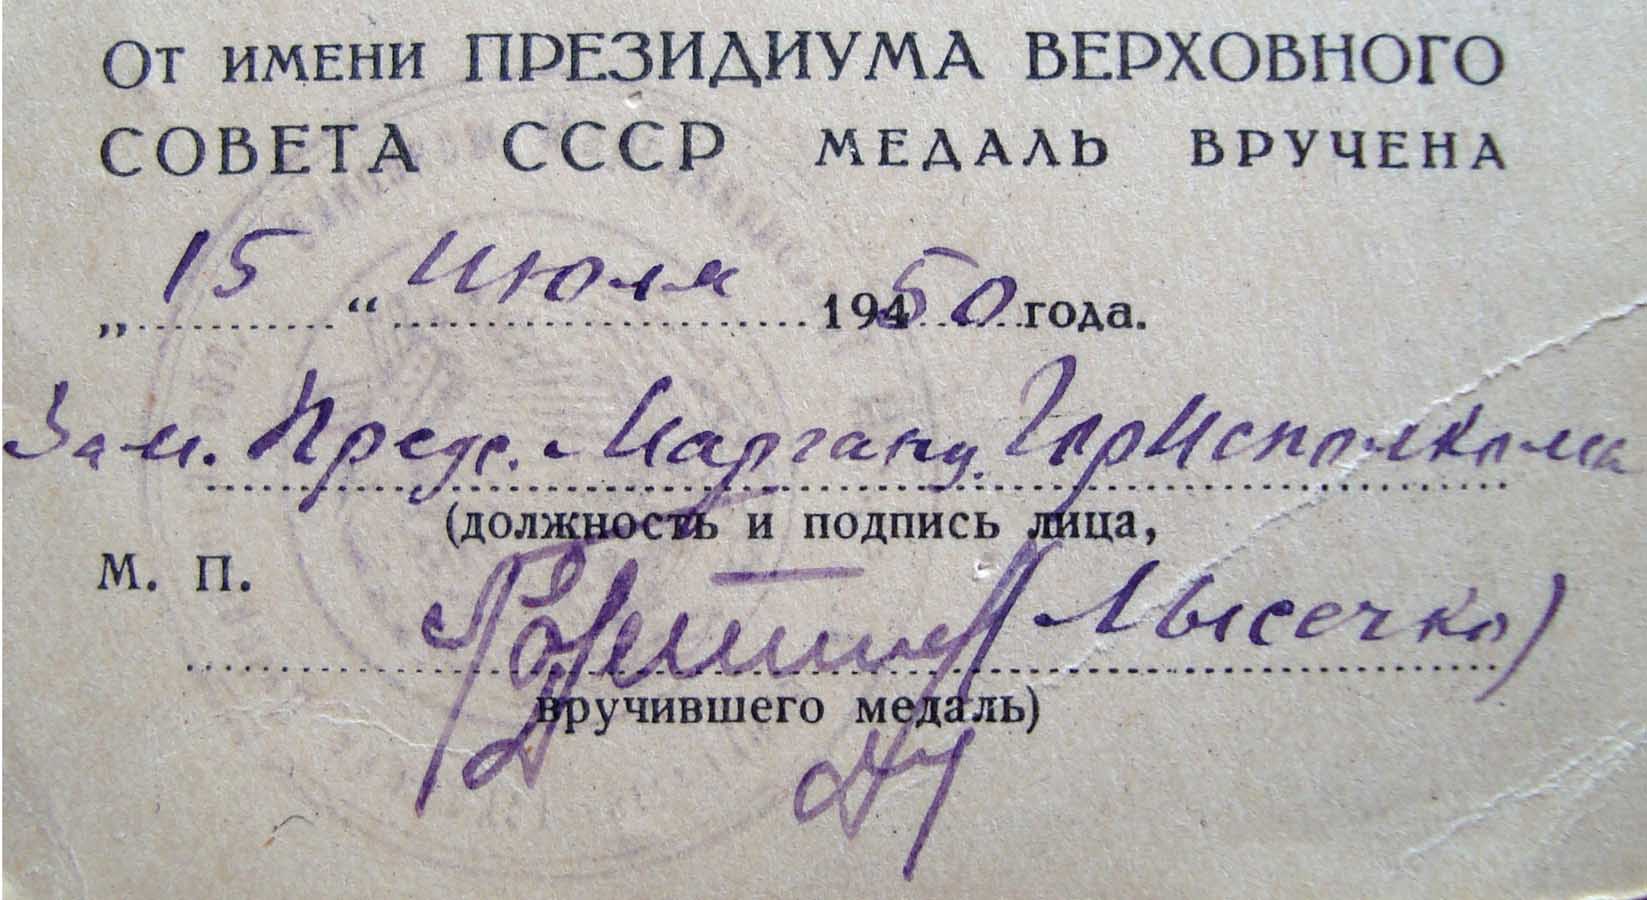 От имени ПРЕЗИДИУМА ВЕРХОВНОГО
СОВЕТА СССР МЕДАЛЬ ВРУЧЕНА
„15“ Июля 1950 года.
Зам. Предс. Марганц. ГорИсполкома
(должность и подпись лица,
М. П.
(Лысечко)
вручившего медаль)